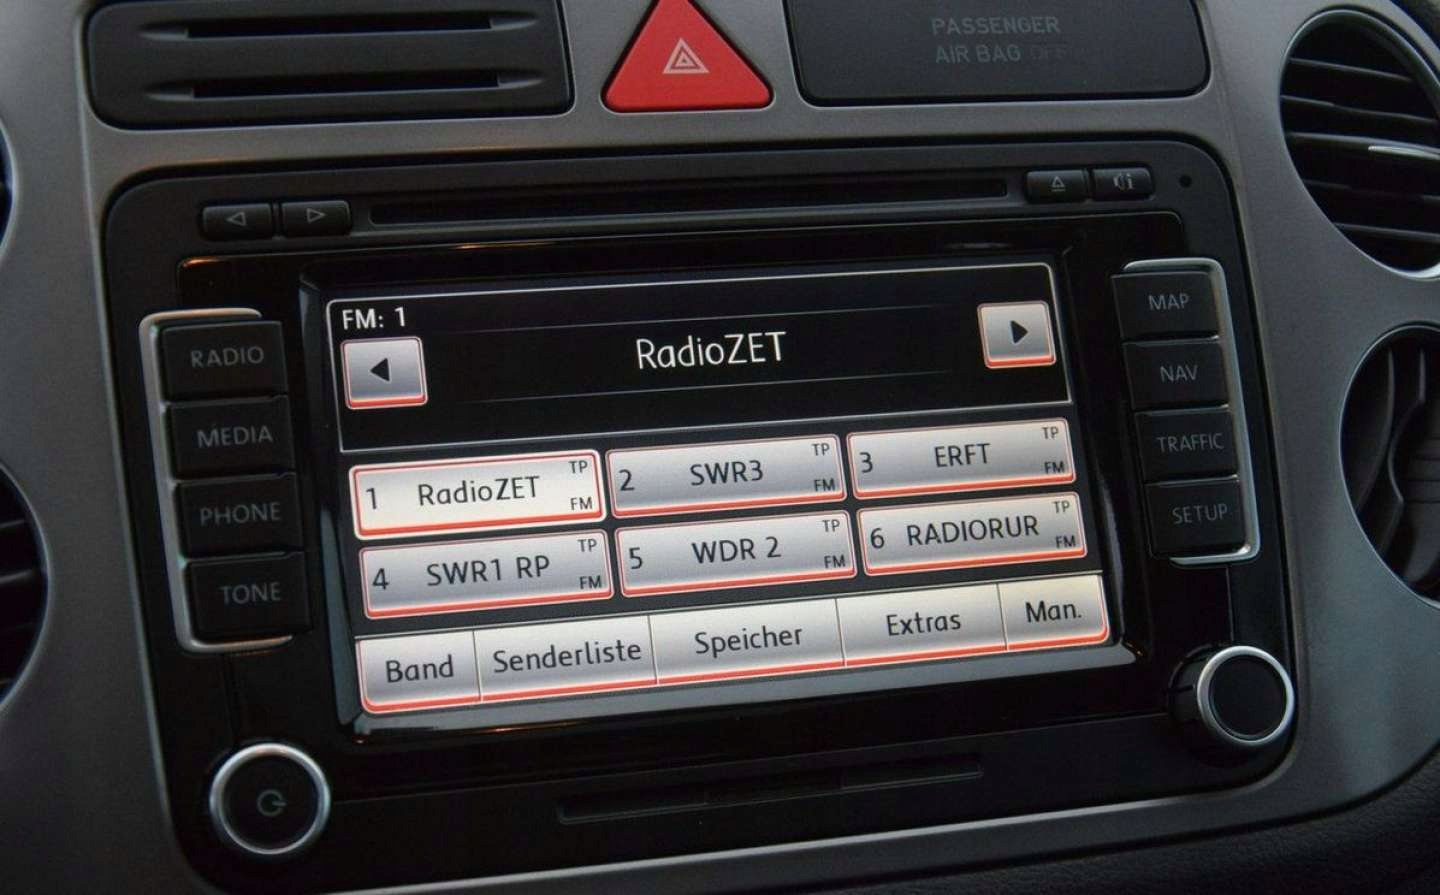 PASSENGER
AIR BAG OFF
RADIO
MEDIA
PHONE
TONE
FM: 1
RadioZET
1 RadioZET TP FM
2 SWR3 TP FM
3 ERFT TP FM
4 SWR1 RP TP FM
5 WDR 2 TP FM
6 RADIORUR TP FM
Band Senderliste Speicher Extras Man.
MAP
NAV
TRAFFIC
SETUP